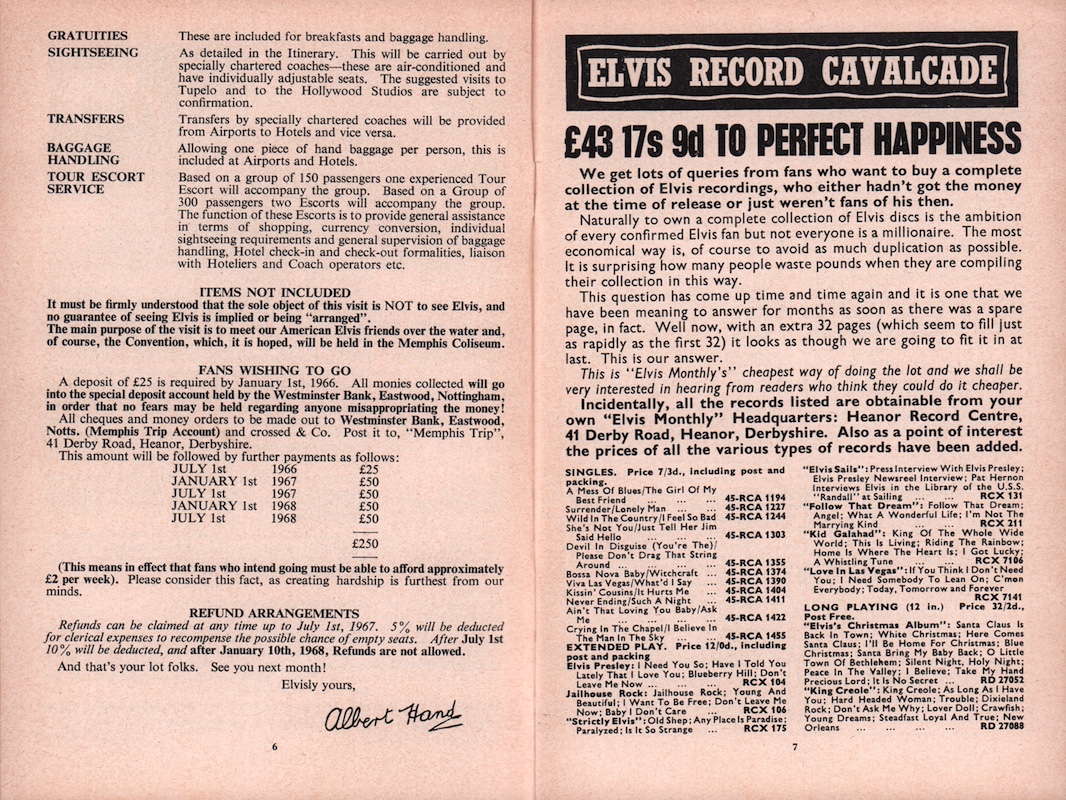 GRATUITIES These are included for breakfasts and baggage handling.
SIGHTSEEING As detailed in the Itinerary. This will be carried out by
specially chartered coaches—these are air-conditioned and
have individually adjustable seats. The suggested visits to
Tupelo and to the Hollywood Studios are subject to
confirmation.
TRANSFERS Transfers by specially chartered coaches will be provided
from Airports to Hotels and vice versa.
BAGGAGE Allowing one piece of hand baggage per person, this is
HANDLING included at Airports and Hotels.
TOUR ESCORT Based on a group of 150 passengers one experienced Tour
SERVICE Escort will accompany the group. Based on a Group of
300 passengers two Escorts will accompany the group.
The function of these Escorts is to provide general assistance
in terms of shopping, currency conversion, individual
sightseeing requirements and general supervision of baggage
handling, Hotel check-in and check-out formalities, liaison
with Hoteliers and Coach operators etc.
ITEMS NOT INCLUDED
It must be firmly understood that the sole object of this visit is NOT to see Elvis, and
no guarantee of seeing Elvis is implied or being "arranged".
The main purpose of the visit is to meet our American Elvis friends over the water and,
of course, the Convention, which, it is hoped, will be held in the Memphis Coliseum.
FANS WISHING TO GO
A deposit of £25 is required by January 1st, 1966. All monies collected will go
into the special deposit account held by the Westminster Bank, Eastwood, Nottingham,
in order that no fears may be held regarding anyone misappropriating the money!
All cheques and money orders to be made out to Westminster Bank, Eastwood,
Notts. (Memphis Trip Account) and crossed & Co. Post it to, "Memphis Trip",
41 Derby Road, Heanor, Derbyshire.
This amount will be followed by further payments as follows:
JULY 1st 1966 £25
JANUARY 1st 1967 £50
JULY 1st 1967 £50
JANUARY 1st 1968 £50
JULY 1st 1968 £50
£250
(This means in effect that fans who intend going must be able to afford approximately
£2 per week). Please consider this fact, as creating hardship is furthest from our
minds.
REFUND ARRANGEMENTS
Refunds can be claimed at any time up to July 1st, 1967. 5% will be deducted
for clerical expenses to recompense the possible chance of empty seats. After July 1st
10% will be deducted, and after January 10th, 1968, Refunds are not allowed.
And that's your lot folks. See you next month!
Elvisly yours,
Albert Hand
6
ELVIS RECORD CAVALCADE
£43 17s 9d TO PERFECT HAPPINESS
We get lots of queries from fans who want to buy a complete
collection of Elvis recordings, who either hadn't got the money
at the time of release or just weren't fans of his then.
Naturally to own a complete collection of Elvis discs is the ambition
of every confirmed Elvis fan but not everyone is a millionaire. The most
economical way is, of course to avoid as much duplication as possible.
It is surprising how many people waste pounds when they are compiling
their collection in this way.
This question has come up time and time again and it is one that we
have been meaning to answer for months as soon as there was a spare
page, in fact. Well now, with an extra 32 pages (which seem to fill just
as rapidly as the first 32) it looks as though we are going to fit it in at
last. This is our answer.
This is "Elvis Monthly's" cheapest way of doing the lot and we shall be
very interested in hearing from readers who think they could do it cheaper.
Incidentally, all the records listed are obtainable from your
own "Elvis Monthly" Headquarters: Heanor Record Centre,
41 Derby Road, Heanor, Derbyshire. Also as a point of interest
the prices of all the various types of records have been added.
SINGLES. Price 7/3d., including post and
packing.
A Mess Of Blues/The Girl Of My
Best Friend ... ... ... 45-RCA 1194
Surrender/Lonely Man ... ... 45-RCA 1227
Wild In The Country/I Feel So Bad 45-RCA 1244
She's Not You/Just Tell Her Jim
Said Hello ... ... ... 45-RCA 1303
Devil In Disguise (You're The)/
Please Don't Drag That String
Around ... ... ... 45-RCA 1355
Bossa Nova Baby/Witchcraft ... 45-RCA 1374
Viva Las Vegas/What'd I Say ... 45-RCA 1390
Kissin' Cousins/It Hurts Me ... 45-RCA 1404
Never Ending/Such A Night ... 45-RCA 1411
Ain't That Loving You Baby/Ask
Me ... ... ... ... 45-RCA 1422
Crying In The Chapel/I Believe In
The Man In The Sky ... ... 45-RCA 1455
EXTENDED PLAY. Price 12/0d., including
post and packing
Elvis Presley: I Need You So; Have I Told You
Lately That I Love You; Blueberry Hill; Don't
Leave Me Now ... ... ... RCX 104
Jailhouse Rock: Jailhouse Rock; Young And
Beautiful; I Want To Be Free; Don't Leave Me
Now; Baby I Don't Care ... RCX 106
"Strictly Elvis": Old Shep; Any Place Is Paradise;
Paralyzed; Is It So Strange ... RCX 175
"Elvis Sails": Press Interview With Elvis Presley;
Elvis Presley Newsreel Interview; Pat Hernon
Interviews Elvis in the Library of the U.S.S.
"Randall" at Sailing ... ... RCX 131
"Follow That Dream": Follow That Dream;
Angel; What A Wonderful Life; I'm Not The
Marrying Kind ... ... ... RCX 211
"Kid Galahad": King Of The Whole Wide
World; This Is Living; Riding The Rainbow;
Home Is Where The Heart Is; I Got Lucky;
A Whistling Tune ... ... RCX 7106
"Love In Las Vegas": If You Think I Don't Need
You; I Need Somebody To Lean On; C'mon
Everybody; Today, Tomorrow and Forever
RCX 7141
LONG PLAYING (12 in.) Price 32/2d.,
Post Free.
"Elvis's Christmas Album": Santa Claus Is
Back In Town; White Christmas; Here Comes
Santa Claus; I'll Be Home For Christmas; Blue
Christmas; Santa Bring My Baby Back; O Little
Town Of Bethlehem; Silent Night, Holy Night;
Peace In The Valley; I Believe; Take My Hand
Precious Lord; It Is No Secret ... RD 27052
"King Creole": King Creole; As Long As I Have
You; Hard Headed Woman; Trouble; Dixieland
Rock; Don't Ask Me Why; Lover Doll; Crawfish;
Young Dreams; Steadfast Loyal And True; New
Orleans ... ... ... ... RD 27088
7